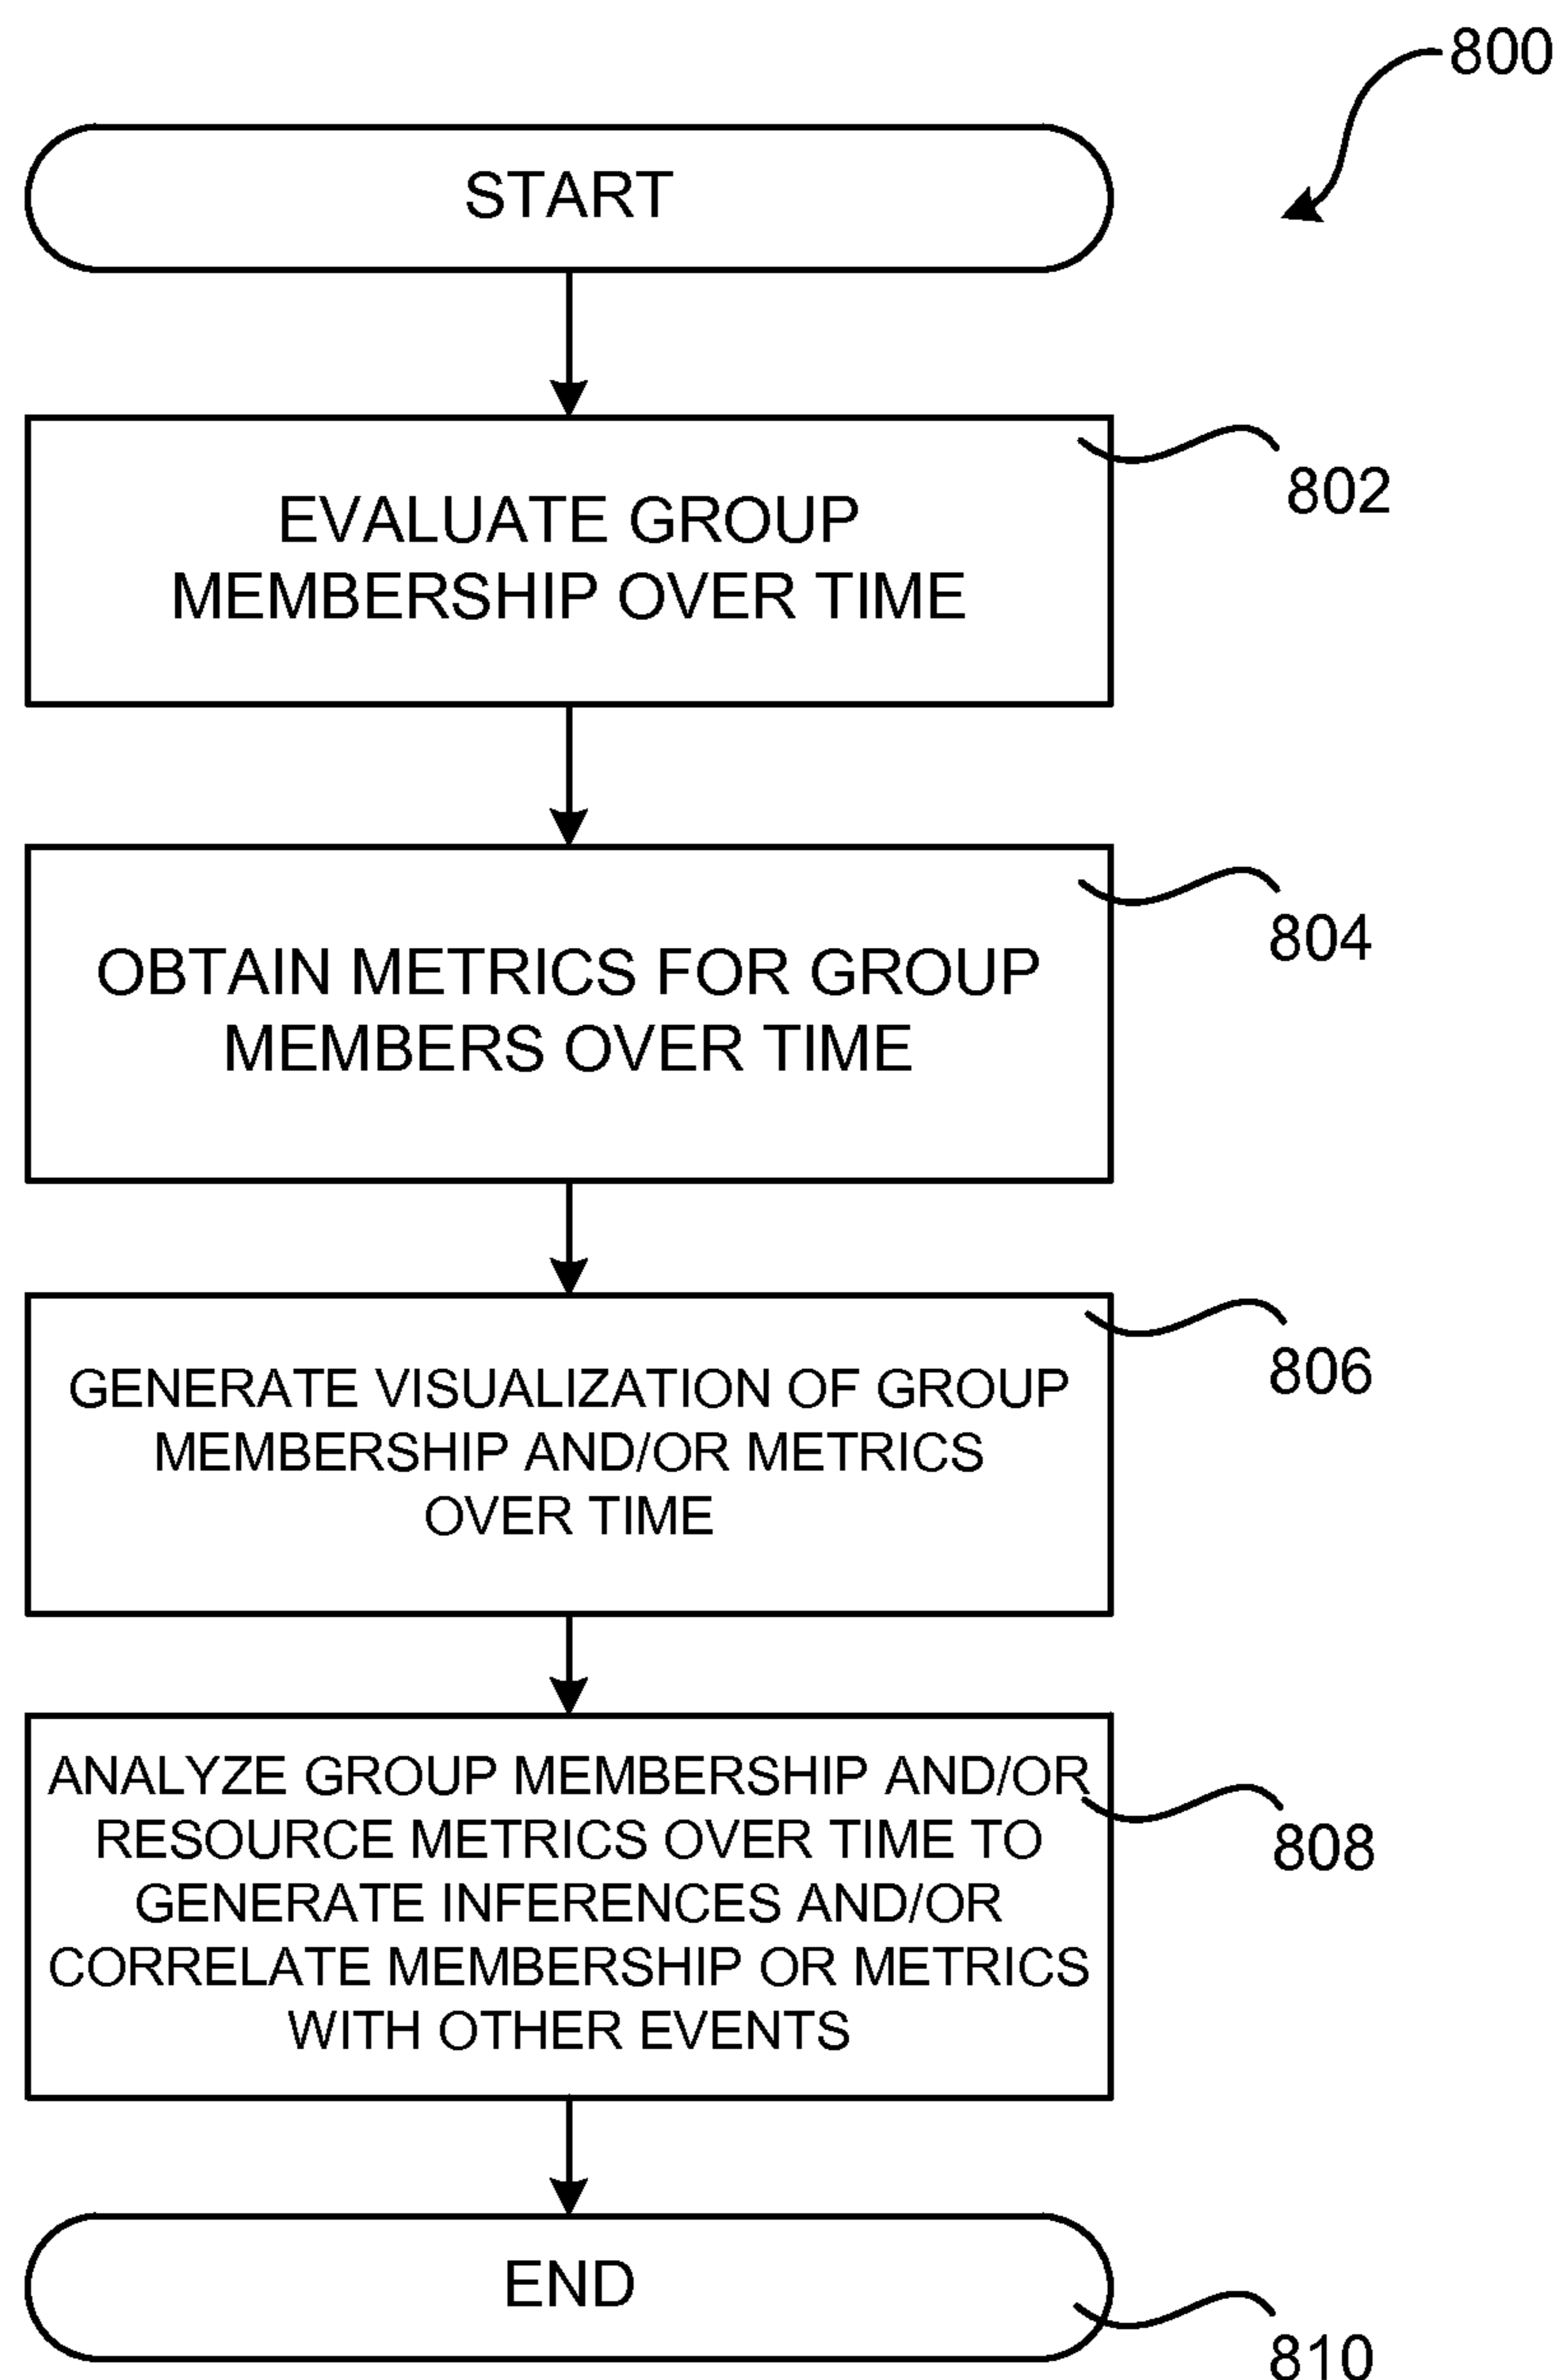 800
START
EVALUATE GROUP
MEMBERSHIP OVER TIME
802
OBTAIN METRICS FOR GROUP
MEMBERS OVER TIME
804
GENERATE VISUALIZATION OF GROUP
MEMBERSHIP AND/OR METRICS
OVER TIME
806
ANALYZE GROUP MEMBERSHIP AND/OR
RESOURCE METRICS OVER TIME TO
GENERATE INFERENCES AND/OR
CORRELATE MEMBERSHIP OR METRICS
WITH OTHER EVENTS
808
END
810